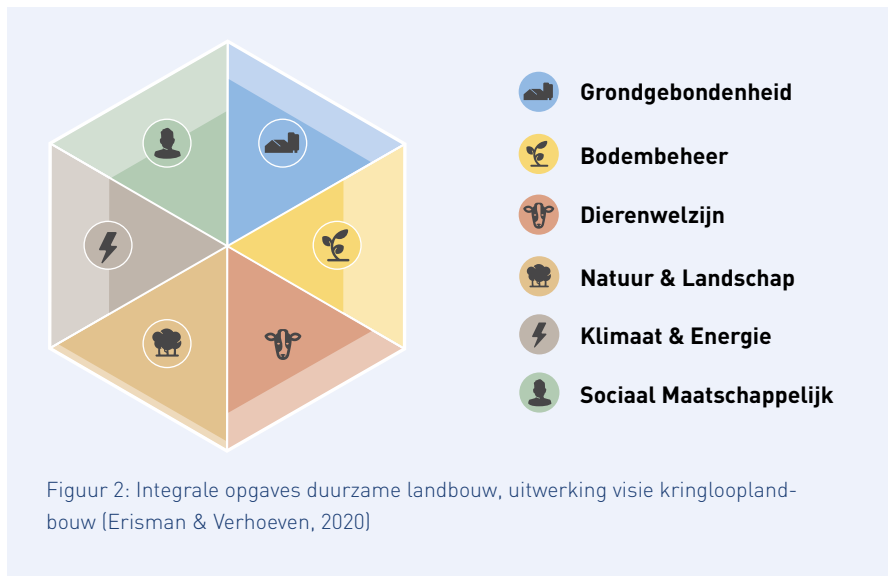 Grondgebondenheid
Bodembeheer
Dierenwelzijn
Natuur & Landschap
Klimaat & Energie
Sociaal Maatschappelijk
Figuur 2: Integrale opgaves duurzame landbouw, uitwerking visie kringloopland-
bouw (Erisman & Verhoeven, 2020)